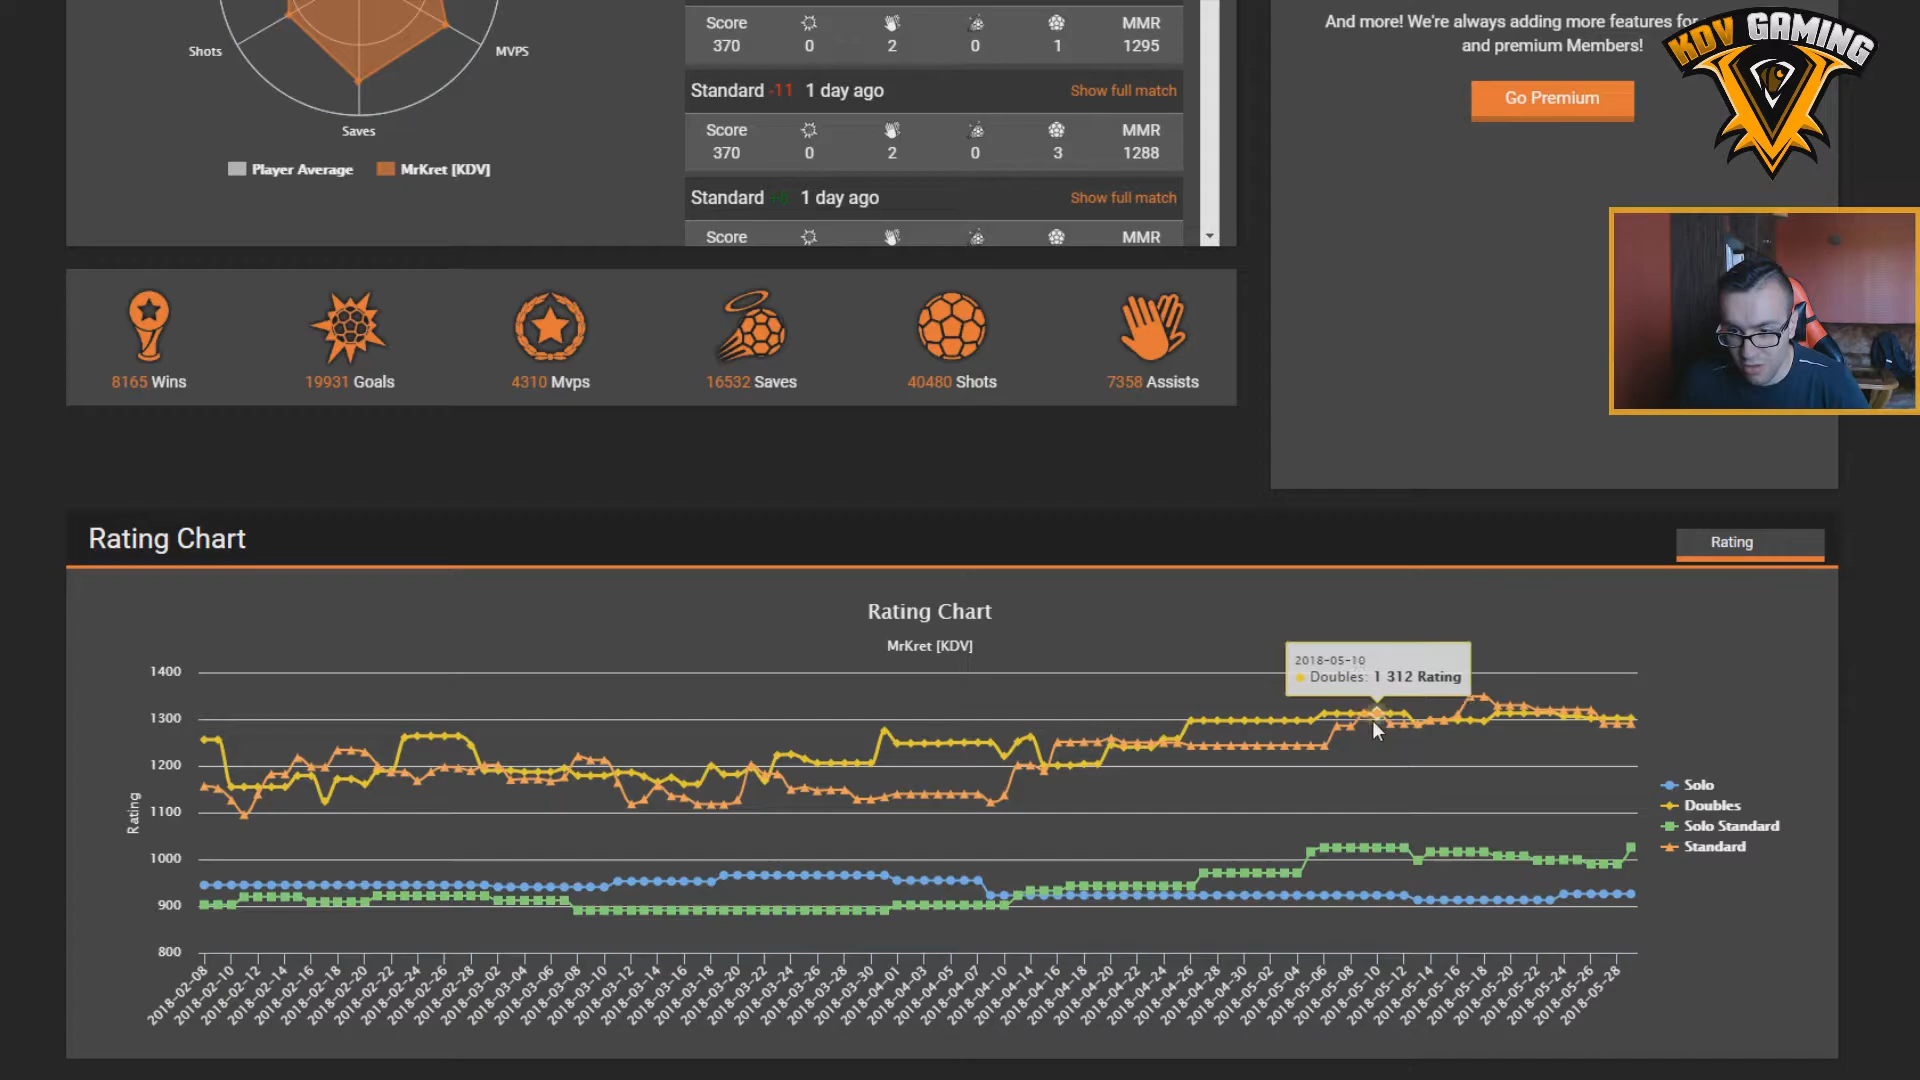 Shots
MVPS
Saves
Player Average
MrKret [KDV]
Score
MMR
370
0
2
0
1
1295
Standard -11 1 day ago
Show full match
Score
MMR
370
0
2
0
3
1288
Standard 1 day ago
Show full match
Score
MMR
And more! We're always adding more features for
and premium Members!
Go Premium
KDV GAMING
8165 Wins
19931 Goals
4310 Mvps
16532 Saves
40480 Shots
7358 Assists
Rating Chart
Rating
Rating Chart
MrKret [KDV]
2018-05-10
Doubles: 1 312 Rating
Rating
1400
1300
1200
1100
1000
900
800
Solo
Doubles
Solo Standard
Standard
2018-02-08
2018-02-10
2018-02-12
2018-02-14
2018-02-16
2018-02-18
2018-02-20
2018-02-22
2018-02-24
2018-02-26
2018-02-28
2018-03-02
2018-03-04
2018-03-06
2018-03-08
2018-03-10
2018-03-12
2018-03-14
2018-03-16
2018-03-18
2018-03-20
2018-03-22
2018-03-24
2018-03-26
2018-03-28
2018-03-30
2018-04-01
2018-04-03
2018-04-05
2018-04-07
2018-04-10
2018-04-14
2018-04-16
2018-04-18
2018-04-20
2018-04-22
2018-04-24
2018-04-26
2018-04-28
2018-04-30
2018-05-02
2018-05-04
2018-05-06
2018-05-08
2018-05-10
2018-05-12
2018-05-14
2018-05-16
2018-05-18
2018-05-20
2018-05-22
2018-05-24
2018-05-26
2018-05-28